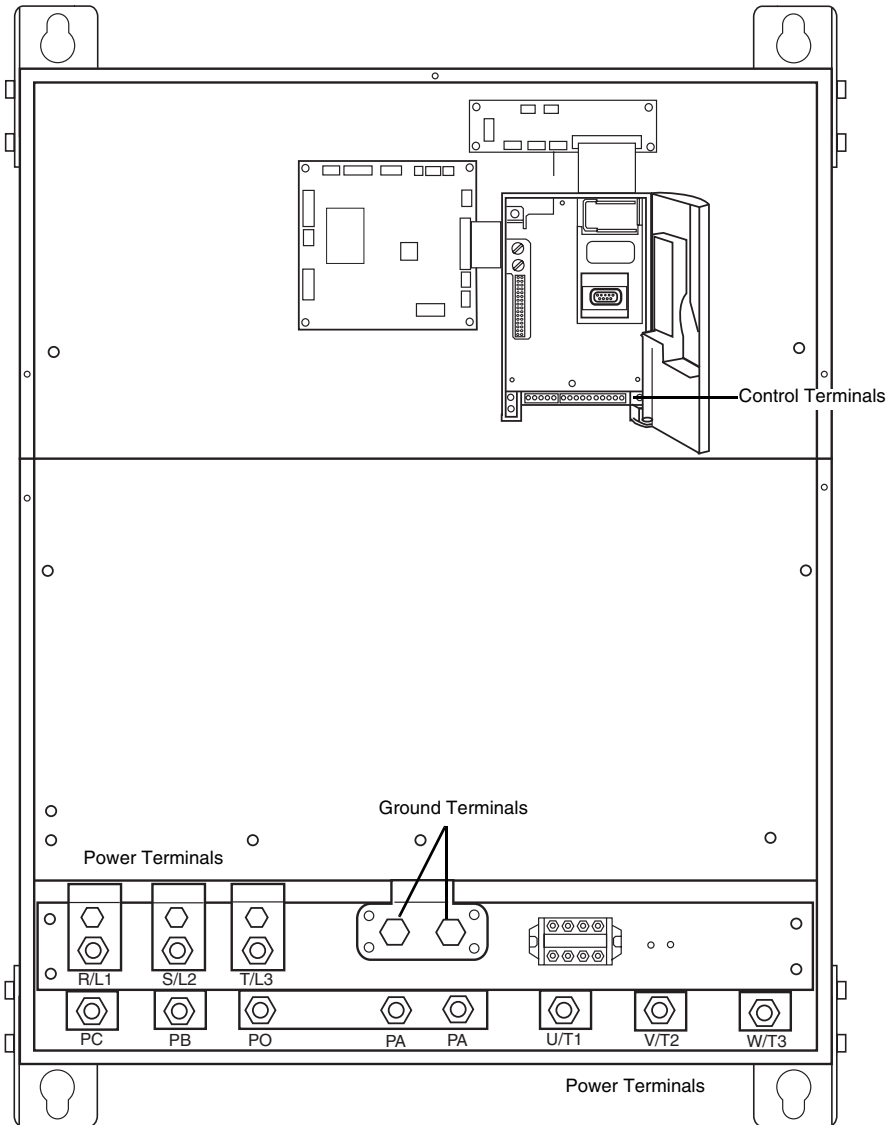 Control Terminals
Ground Terminals
Power Terminals
R/L1 S/L2 T/L3
PC PB PO PA PA U/T1 V/T2 W/T3
Power Terminals